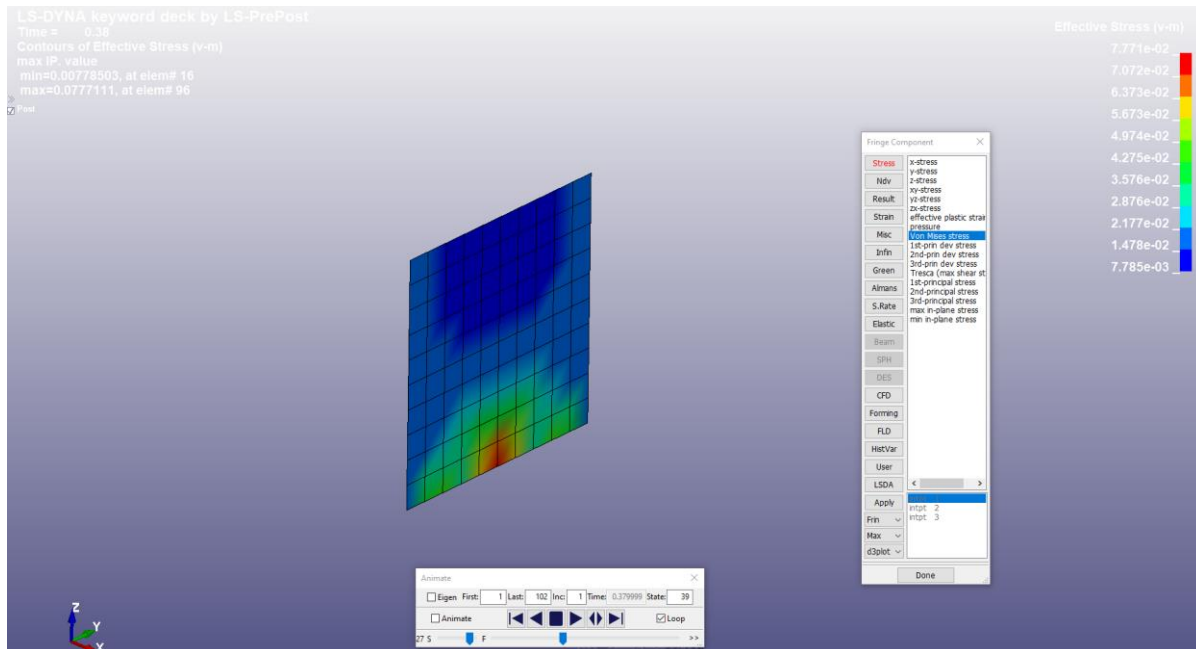 LS-DYNA keyword deck by LS-PrePost
Time = 0.38
Contours of Effective Stress (v-m)
max IP. value
min=0.00778503, at elem# 16
max=0.0777111, at elem# 96
Post
Effective Stress (v-m)
7.771e-02
7.072e-02
6.373e-02
5.673e-02
4.974e-02
4.275e-02
3.576e-02
2.876e-02
2.177e-02
1.478e-02
7.785e-03
Fringe Component
Stress
Ndv
Result
Strain
Misc
Infin
Green
Almans
S.Rate
Elastic
Beam
SPH
DES
CFD
Forming
FLD
HistVar
User
LSDA
Apply
Frin
Max
d3plot
x-stress
y-stress
z-stress
xy-stress
yz-stress
zx-stress
effective plastic strai
pressure
Von Mises stress
1st-prin dev stress
2nd-prin dev stress
3rd-prin dev stress
Tresca (max shear st
1st-principal stress
2nd-principal stress
3rd-principal stress
max in-plane stress
min in-plane stress
intpt 2
intpt 3
Done
Animate
Eigen First: 1 Last: 102 Inc: 1 Time: 0.379999 State: 39
Animate Loop
27 S F >>
Z
Y
X